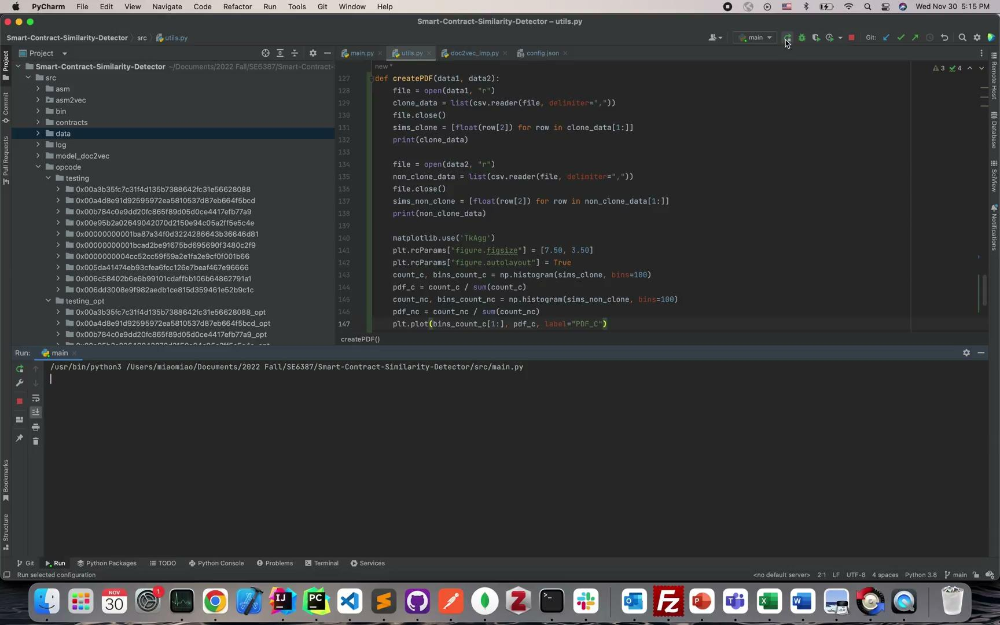 PyCharm File Edit View Navigate Code Refactor Run Tools Git Window Help Wed Nov 30 5:15 PM
Smart-Contract-Similarity-Detector – utils.py
Smart-Contract-Similarity-Detector src utils.py main Git:
Project main.py utils.py doc2vec_imp.py config.json
Smart-Contract-Similarity-Detector ~/Documents/2022 Fall/SE6387/Smart-Contract-
src
asm
asm2vec
bin
contracts
data
log
model_doc2vec
opcode
testing
0x00a3b35fc7c31f4d135b7388642fc31e56628088
0x00a4d8e91d92595972ea5810537d87eb664f5bcd
0x00b784c0e9dd20fc865f89d05d0ce4417efb77a9
0x00e95b2a02649042070d2150e94c05a2ff5e5c4e
0x00000000001ba87a34f0d3224286643b36646d81
0x00000000001bcad2be91675bd695690f3480c2f9
0x0000000004cc52cc59f59a2e1fa2e9cf0f001b66
0x005da41474eb93cfea6fcc126e7beaf467e96666
0x006c58402b6e6b99101cdaffbb106b64862791a1
0x006dd3008e9f982aedb1ce815d359461e52b9c1c
testing_opt
0x00a3b35fc7c31f4d135b7388642fc31e56628088_opt
0x00a4d8e91d92595972ea5810537d87eb664f5bcd_opt
0x00b784c0e9dd20fc865f89d05d0ce4417efb77a9_opt
new *
3 4
127 def createPDF(data1, data2):
128 file = open(data1, "r")
129 clone_data = list(csv.reader(file, delimiter=","))
130 file.close()
131 sims_clone = [float(row[2]) for row in clone_data[1:]]
132 print(clone_data)
133
134 file = open(data2, "r")
135 non_clone_data = list(csv.reader(file, delimiter=","))
136 file.close()
137 sims_non_clone = [float(row[2]) for row in non_clone_data[1:]]
138 print(non_clone_data)
139
140 matplotlib.use('TkAgg')
141 plt.rcParams["figure.figsize"] = [7.50, 3.50]
142 plt.rcParams["figure.autolayout"] = True
143 count_c, bins_count_c = np.histogram(sims_clone, bins=100)
144 pdf_c = count_c / sum(count_c)
145 count_nc, bins_count_nc = np.histogram(sims_non_clone, bins=100)
146 pdf_nc = count_nc / sum(count_nc)
147 plt.plot(bins_count_c[1:], pdf_c, label="PDF_C")
createPDF()
Project
Commit
Pull Requests
Bookmarks
Structure
Remote Host
Database
SciView
Notifications
Run: main
/usr/bin/python3 /Users/miaomiao/Documents/2022 Fall/SE6387/Smart-Contract-Similarity-Detector/src/main.py
Git Run Python Packages TODO Python Console Problems Terminal Services
Run selected configuration <no default server> 2:1 LF UTF-8 4 spaces Python 3.8 main
NOV
30
1
IJ
PC